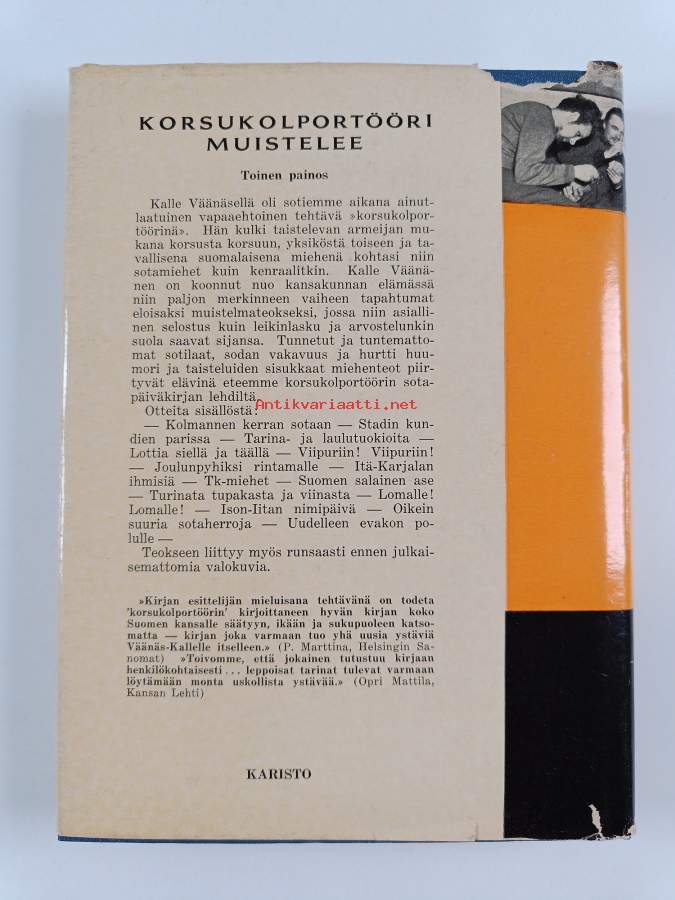 KORSUKOLPORTÖÖRI
MUISTELEE
Toinen painos
Kalle Väänäsellä oli sotiemme aikana ainut-
laatuinen vapaaehtoinen tehtävä »korsukolpor-
töörinä». Hän kulki taistelevan armeijan mu-
kana korsusta korsuun, yksiköstä toiseen ja ta-
vallisena suomalaisena miehenä kohtasi niin
sotamiehet kuin kenraalitkin. Kalle Väänä-
nen on koonnut nuo kansakunnan elämässä
niin paljon merkinneen vaiheen tapahtumat
eloisaksi muistelmateokseksi, jossa niin asialli-
nen selostus kuin leikinlasku ja arvostelunkin
suola saavat sijansa. Tunnetut ja tuntematto-
mat sotilaat, sodan vakavuus ja hurtti huu-
mori ja taisteluiden sisukkaat miehenteot piir-
tyvät elävinä eteemme korsukolportöörin sota-
päiväkirjan lehdiltä.
Antikvariaatti.net
Otteita sisällöstä:
— Kolmannen kerran sotaan — Stadin kun-
dien parissa — Tarina- ja laulutuokioita —
Lottia siellä ja täällä — Viipuriin! Viipuriin!
— Joulunpyhiksi rintamalle — Itä-Karjalan
ihmisiä — Tk-miehet — Suomen salainen ase
— Turinata tupakasta ja viinasta — Lomalle!
Lomalle! — Ison-Iitan nimipäivä — Oikein
suuria sotaherroja — Uudelleen evakon po-
lulle —
Teokseen liittyy myös runsaasti ennen julkai-
semattomia valokuvia.
»Kirjan esittelijän mieluisana tehtävänä on todeta
'korsukolportöörin' kirjoittaneen hyvän kirjan koko
Suomen kansalle säätyyn, ikään ja sukupuoleen katso-
matta — kirjan joka varmaan tuo yhä uusia ystäviä
Väänäs-Kallelle itselleen.» (P. Marttina, Helsingin Sa-
nomat) »Toivomme, että jokainen tutustuu kirjaan
henkilökohtaisesti... leppoisat tarinat tulevat varmaan
löytämään monta uskollista ystävää.» (Opri Mattila,
Kansan Lehti)
KARISTO